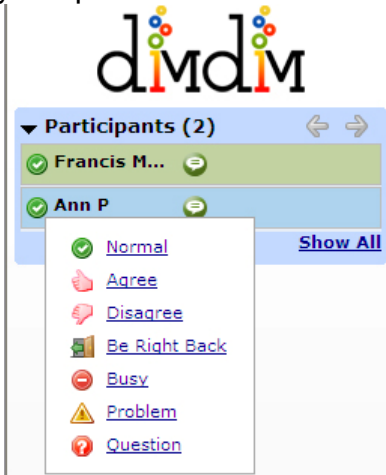 dimdim
Participants (2)
Francis M...
Ann P
Show All
Normal
Agree
Disagree
Be Right Back
Busy
Problem
Question